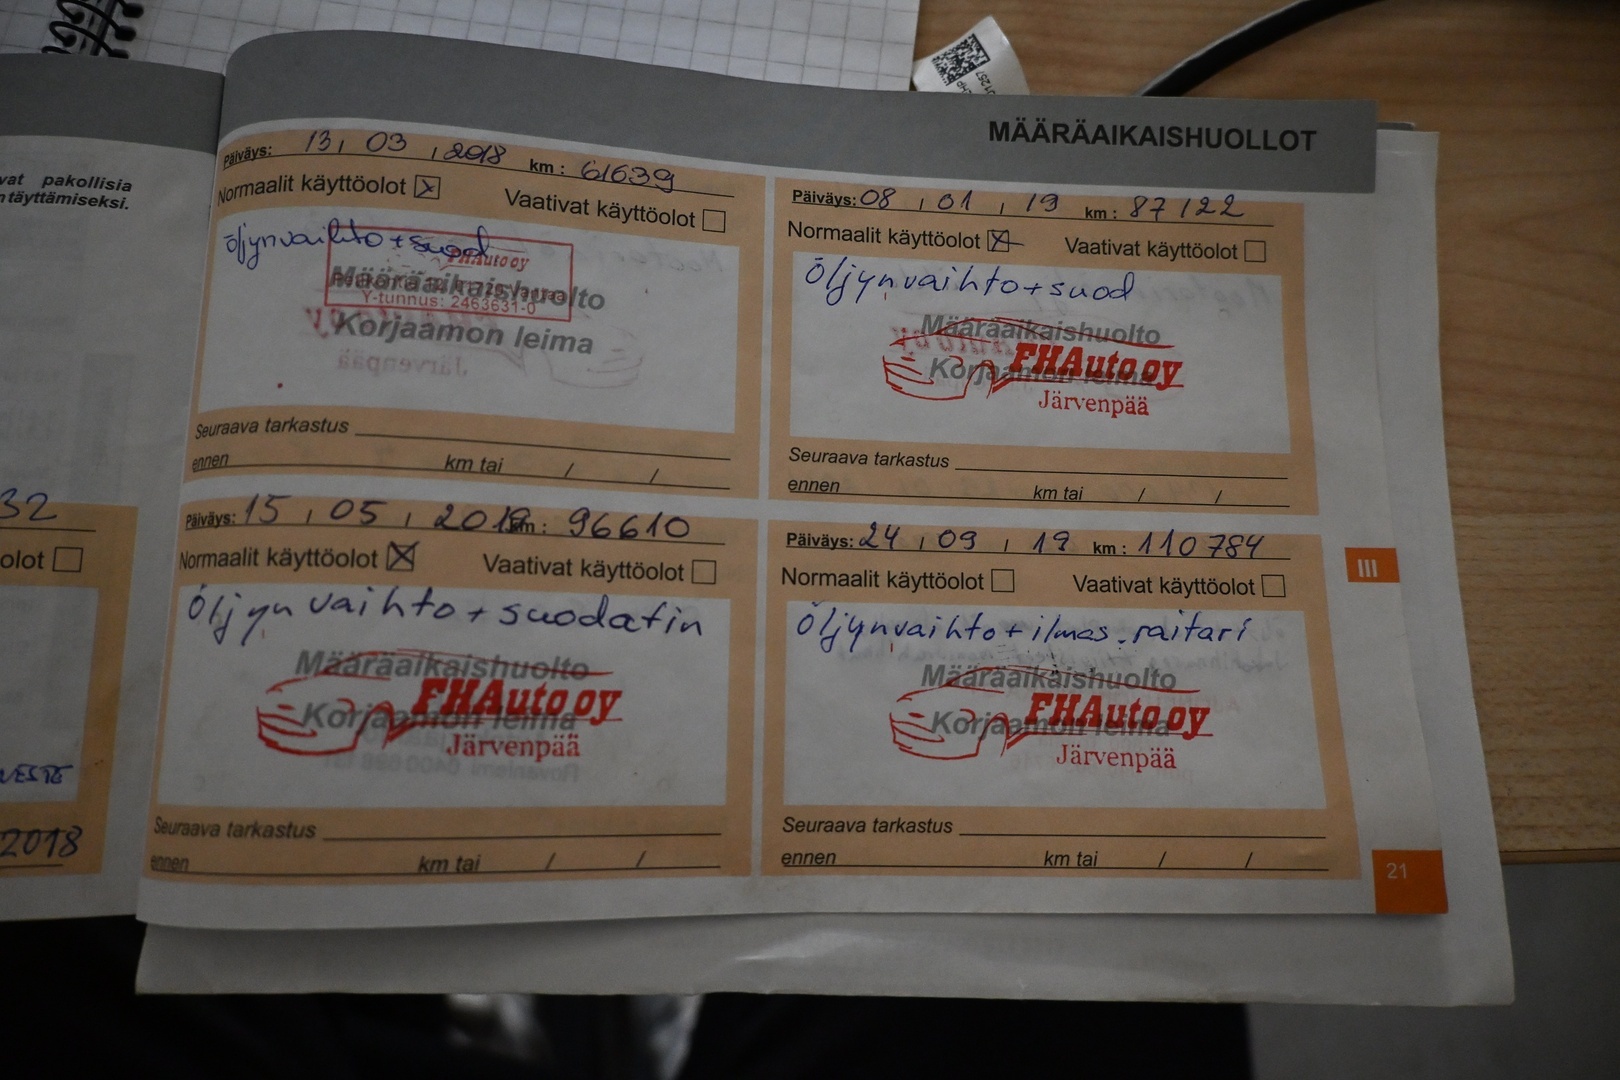 MÄÄRÄAIKAISHUOLLOT
vat pakollisia
täyttämiseksi.
32
olot
VESTE
2018
Päiväys: 13, 03, 2018 km: 61639
Normaalit käyttöolot X Vaativat käyttöolot
öljynvaihto + suod
FHAuto oy
Määräaikaishuolto
Y-tunnus: 2463631-0
Korjaamon leima
Seuraava tarkastus
ennen km tai / /
Päiväys: 08, 01, 19 km: 87122
Normaalit käyttöolot X Vaativat käyttöolot
Öljynvaihto + suod
Määräaikaishuolto
FHAuto oy
Korjaamon leima
Järvenpää
Seuraava tarkastus
ennen km tai / /
Päiväys: 15, 05, 2019 km: 96610
Normaalit käyttöolot X Vaativat käyttöolot
Öljyn vaihto + suodatin
Määräaikaishuolto
FHAuto oy
Korjaamon leima
Järvenpää
Seuraava tarkastus
ennen km tai / /
Päiväys: 24, 09, 19 km: 110784
Normaalit käyttöolot Vaativat käyttöolot
Öljynvaihto + ilmas. raitari
Määräaikaishuolto
FHAuto oy
Korjaamon leima
Järvenpää
Seuraava tarkastus
ennen km tai / /
III
21